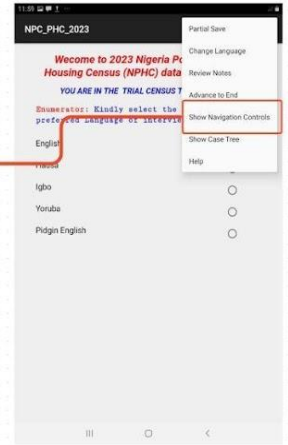 11:55
NPC_PHC_2023
Partial Save
Change Language
Review Notes
Advance to End
Show Navigation Controls
Show Case Tree
Help
Wecome to 2023 Nigeria Po
Housing Census (NPHC) data
YOU ARE IN THE TRIAL CENSUS T
Enumerator: Kindly select the
preferred Language of intervie
English
Hausa
Igbo
Yoruba
Pidgin English